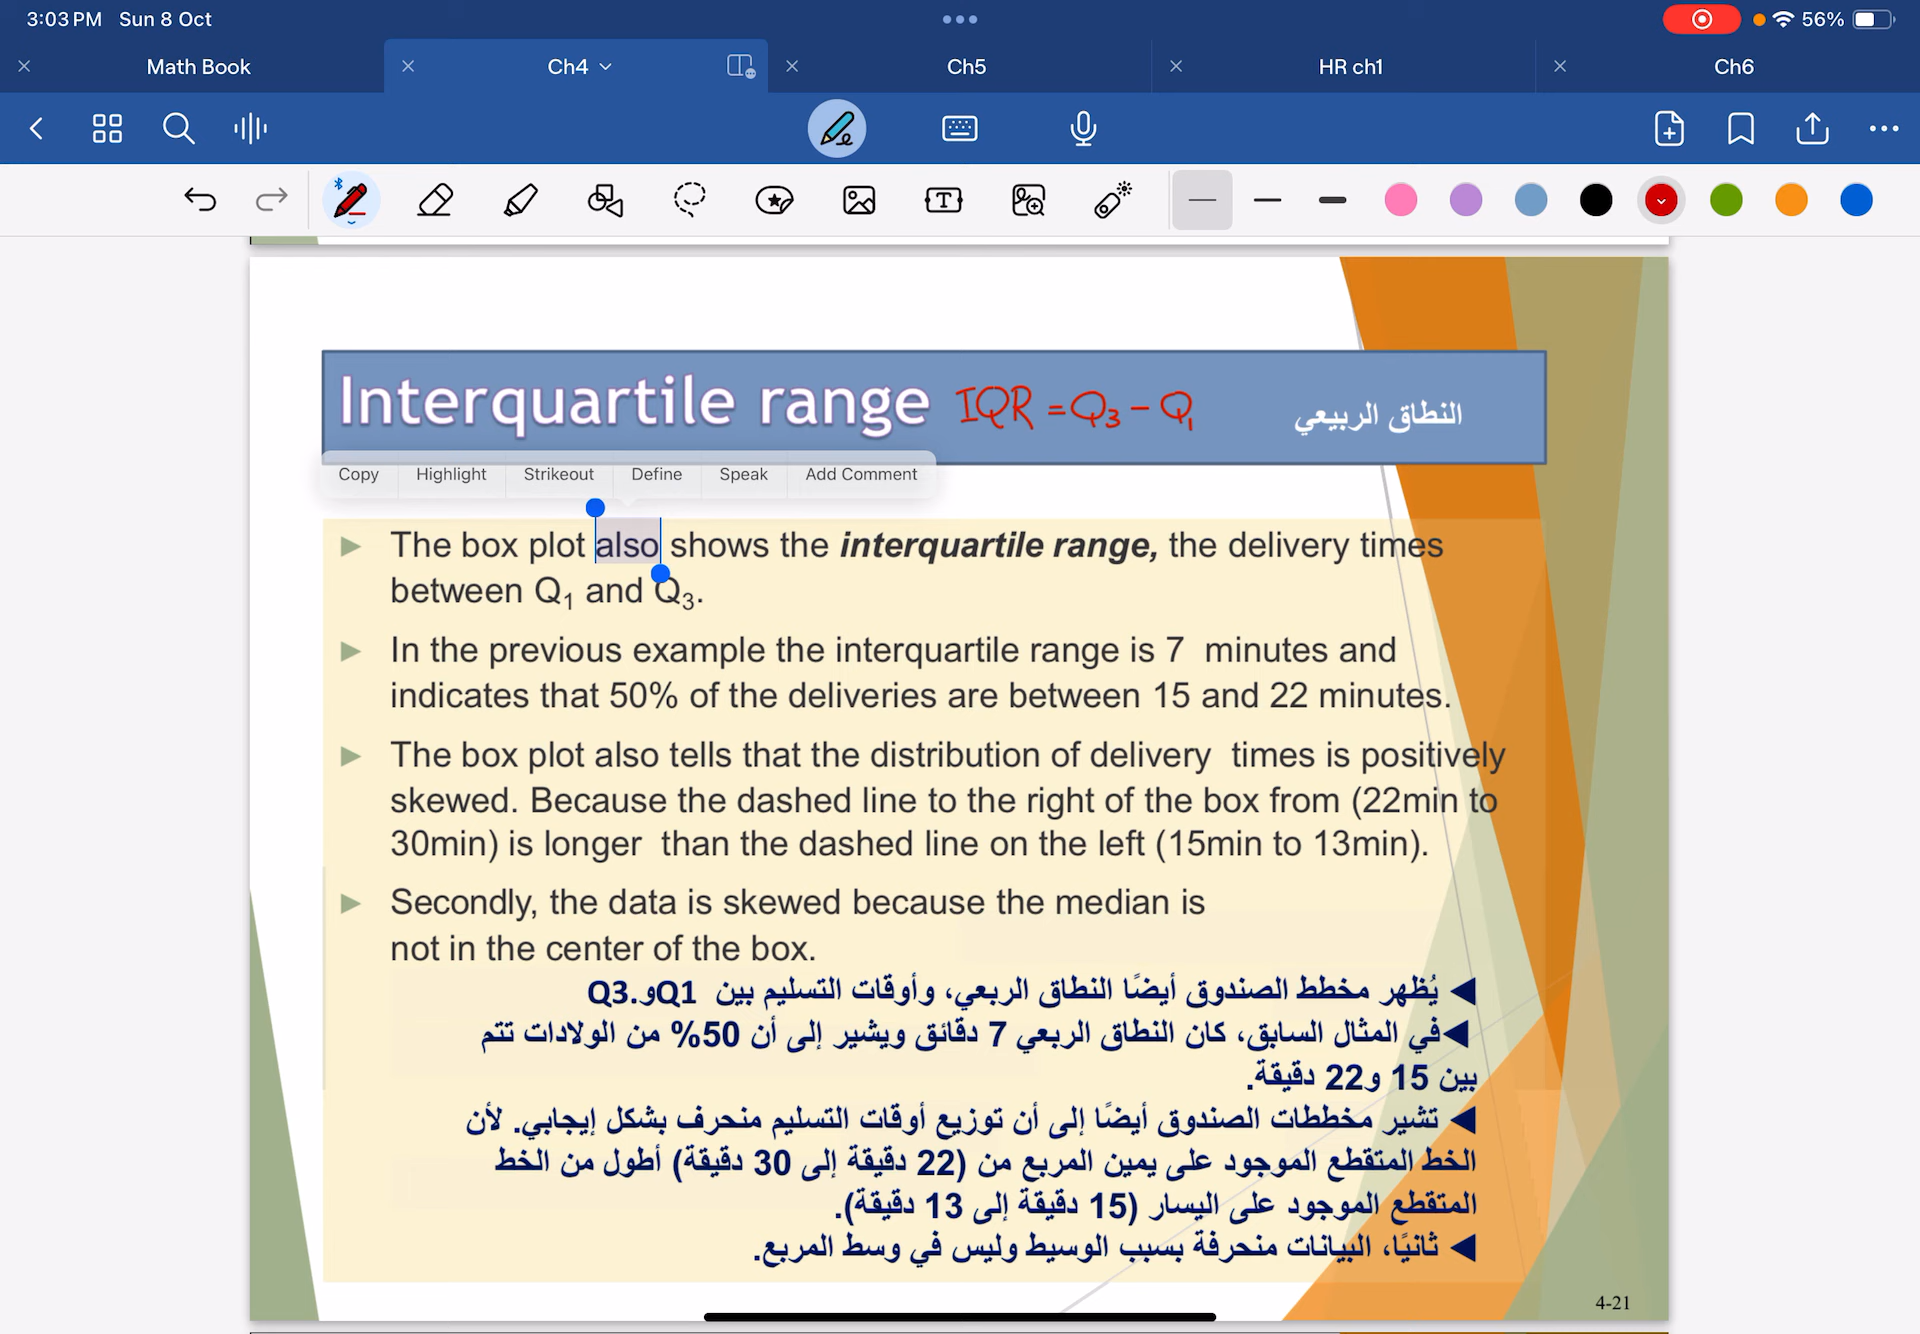 3:03 PM Sun 8 Oct
56%
Math Book
Ch4
Ch5
HR ch1
Ch6
Interquartile range IQR = Q3 - Q1 النطاق الربيعي
Copy Highlight Strikeout Define Speak Add Comment
► The box plot also shows the interquartile range, the delivery times
between Q1 and Q3.
► In the previous example the interquartile range is 7 minutes and
indicates that 50% of the deliveries are between 15 and 22 minutes.
► The box plot also tells that the distribution of delivery times is positively
skewed. Because the dashed line to the right of the box from (22min to
30min) is longer than the dashed line on the left (15min to 13min).
► Secondly, the data is skewed because the median is
not in the center of the box.
◄ يُظهر مخطط الصندوق أيضًا النطاق الربعي، وأوقات التسليم بين Q1 وQ3.
◄في المثال السابق، كان النطاق الربعي 7 دقائق ويشير إلى أن 50% من الولادات تتم
بين 15 و22 دقيقة.
◄ تشير مخططات الصندوق أيضًا إلى أن توزيع أوقات التسليم منحرف بشكل إيجابي. لأن
الخط المتقطع الموجود على يمين المربع من (22 دقيقة إلى 30 دقيقة) أطول من الخط
المتقطع الموجود على اليسار (15 دقيقة إلى 13 دقيقة).
◄ ثانيًا، البيانات منحرفة بسبب الوسيط وليس في وسط المربع.
4-21